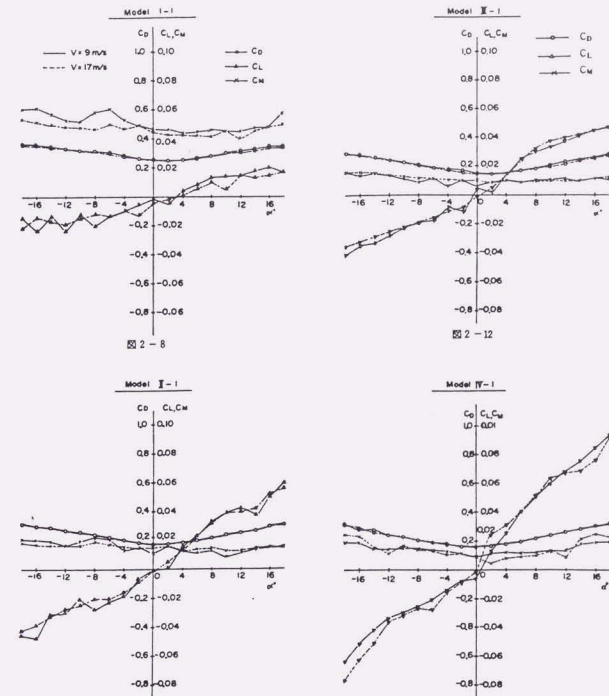 Model I-1
CD CL,CM
V=9m/s
V=17m/s
CD
CL
CM
1.0 0.10
0.8 0.08
0.6 0.06
0.4 0.04
0.2 0.02
-16 -12 -8 -4 0 4 8 12 16
α°
-0.2 -0.02
-0.4 -0.04
-0.6 -0.06
-0.8 -0.06
図2-8
Model III-1
CD CL,CM
CD
CL
CM
1.0 0.10
0.8 0.08
0.6 0.06
0.4 0.04
0.2 0.02
-16 -12 -8 -4 0 4 8 12 16
α°
-0.2 -0.02
-0.4 -0.04
-0.6 -0.06
-0.8 -0.08
図2-12
Model II-1
CD CL,CM
1.0 0.10
0.8 0.08
0.6 0.06
0.4 0.04
0.2 0.02
-16 -12 -8 -4 0 4 8 12 16
α°
-0.2 -0.02
-0.4 -0.04
-0.6 -0.06
-0.8 -0.08
Model IV-1
CD CL,CM
1.0 0.01
0.8 0.08
0.6 0.06
0.4 0.04
0.2 0.02
-16 -12 -8 -4 0 4 8 12 16
α°
-0.2 -0.02
-0.4 -0.04
-0.6 -0.06
-0.8 -0.08